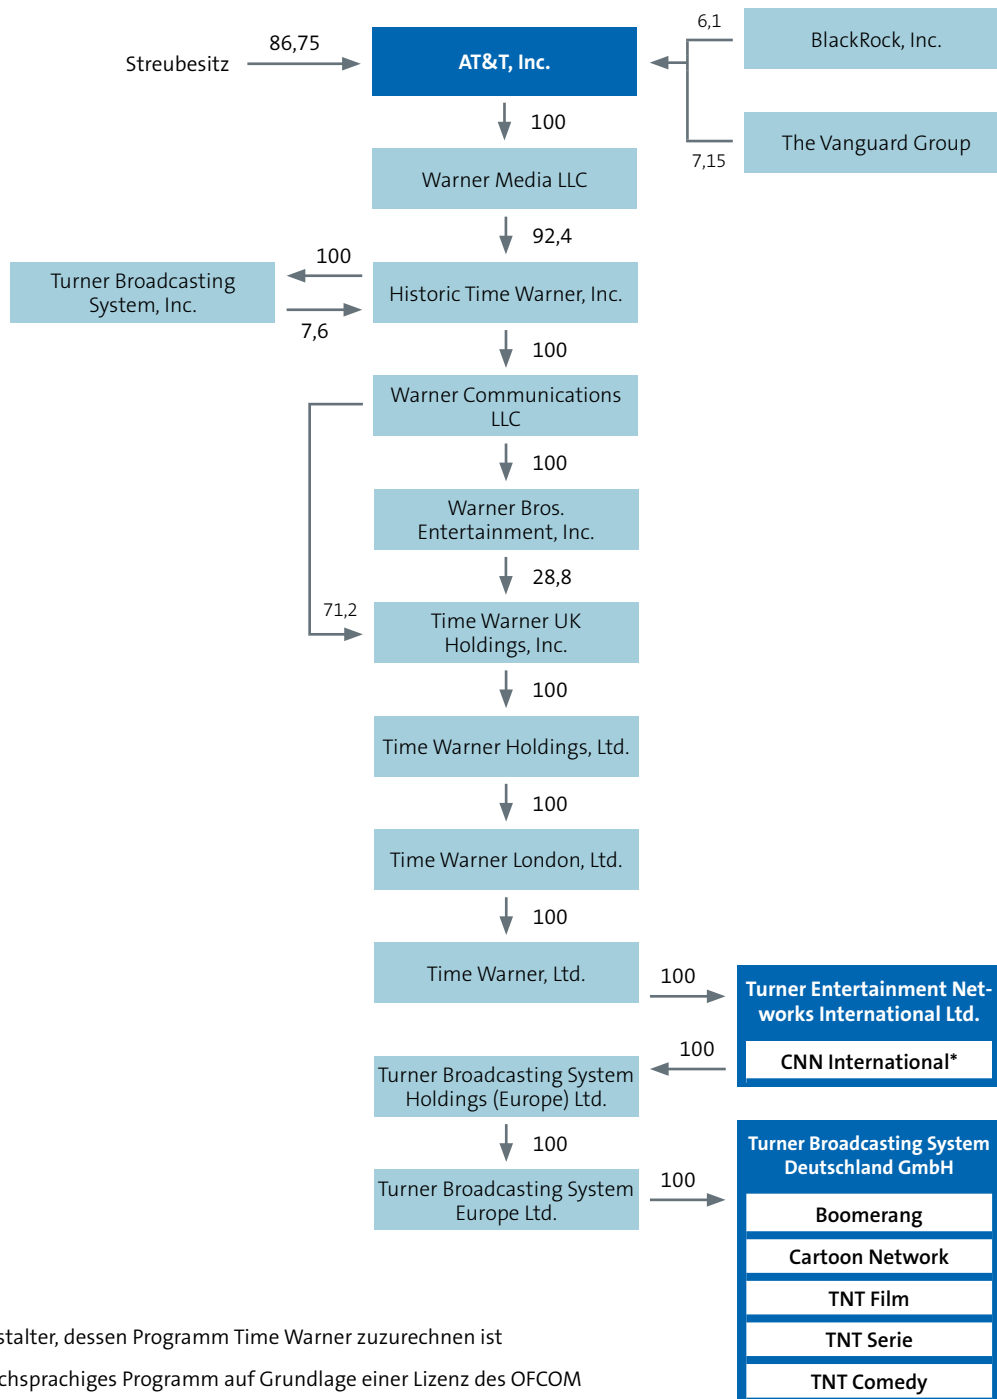 6,1
BlackRock, Inc.
86,75
Streubesitz
AT&T, Inc.
7,15
The Vanguard Group
100
Warner Media LLC
92,4
100
Turner Broadcasting
System, Inc.
Historic Time Warner, Inc.
7,6
100
Warner Communications
LLC
100
Warner Bros.
Entertainment, Inc.
28,8
71,2
Time Warner UK
Holdings, Inc.
100
Time Warner Holdings, Ltd.
100
Time Warner London, Ltd.
100
Time Warner, Ltd.
100
Turner Entertainment Net-
works International Ltd.
CNN International*
100
Turner Broadcasting System
Holdings (Europe) Ltd.
100
Turner Broadcasting System
Europe Ltd.
100
Turner Broadcasting System
Deutschland GmbH
Boomerang
Cartoon Network
TNT Film
TNT Serie
TNT Comedy
stalter, dessen Programm Time Warner zuzurechnen ist
chsprachiges Programm auf Grundlage einer Lizenz des OFCOM